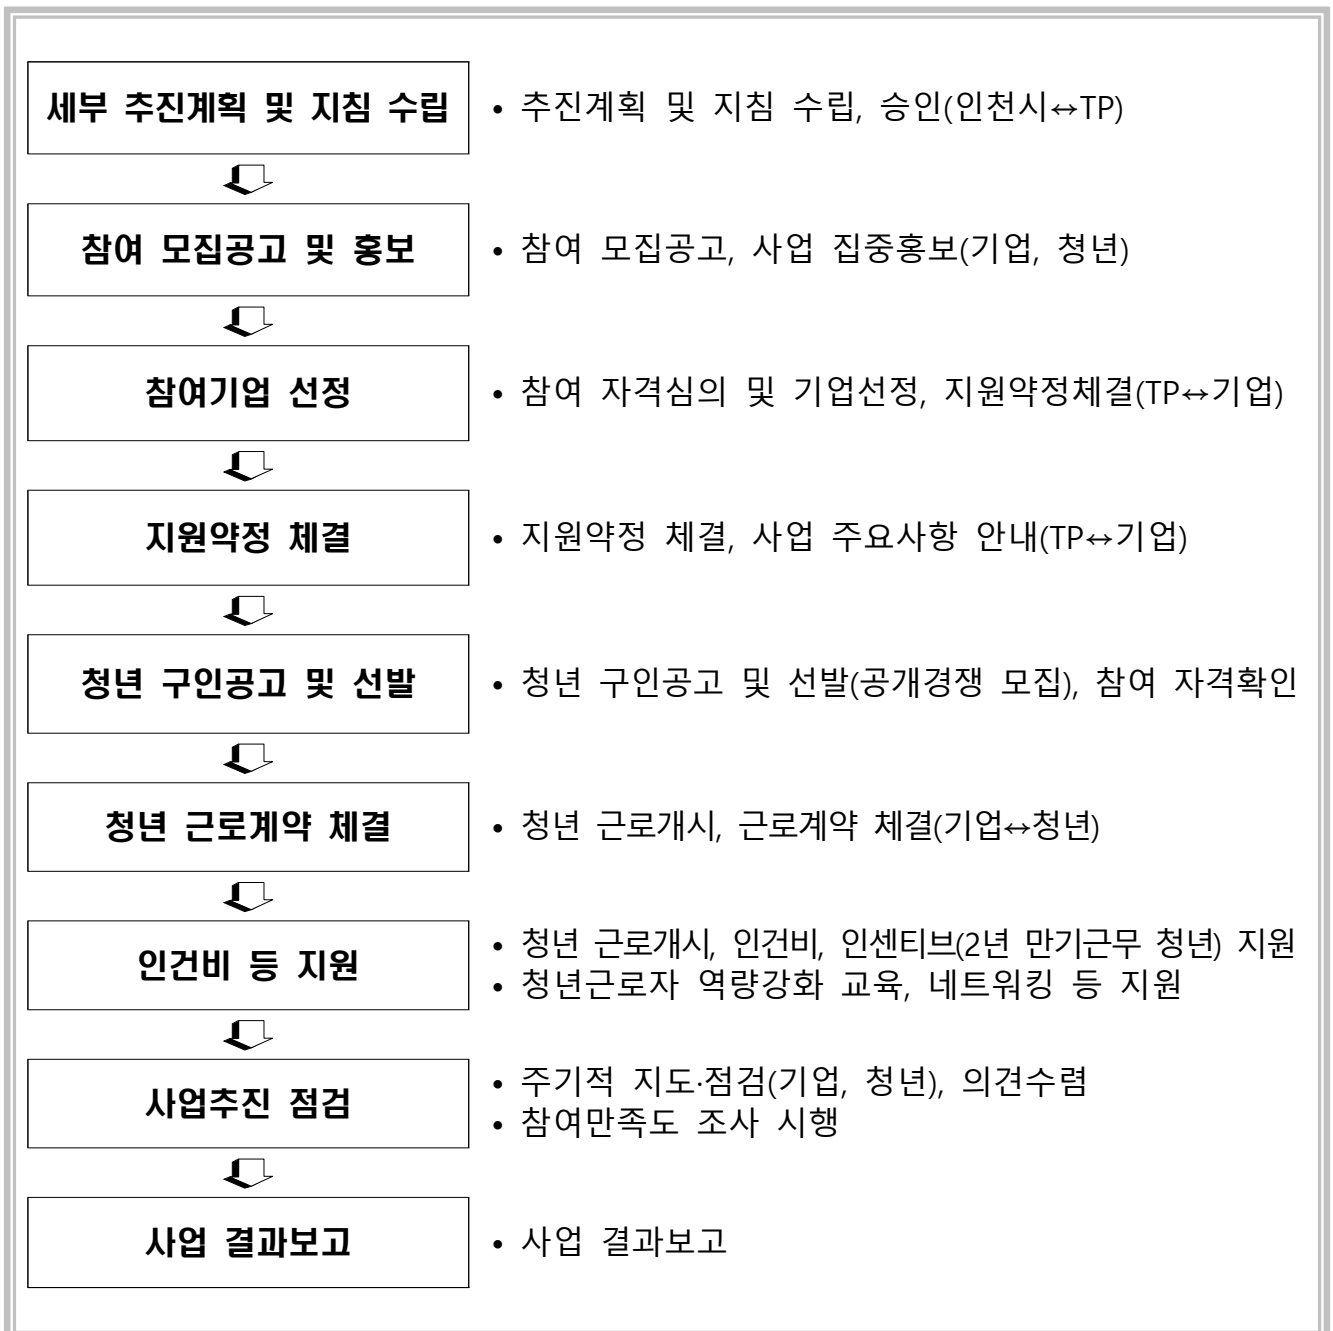 세부 추진계획 및 지침 수립
• 추진계획 및 지침 수립, 승인(인천시↔TP)
참여 모집공고 및 홍보
• 참여 모집공고, 사업 집중홍보(기업, 청년)
참여기업 선정
• 참여 자격심의 및 기업선정, 지원약정체결(TP↔기업)
지원약정 체결
• 지원약정 체결, 사업 주요사항 안내(TP↔기업)
청년 구인공고 및 선발
• 청년 구인공고 및 선발(공개경쟁 모집), 참여 자격확인
청년 근로계약 체결
• 청년 근로개시, 근로계약 체결(기업↔청년)
인건비 등 지원
• 청년 근로개시, 인건비, 인센티브(2년 만기근무 청년) 지원
• 청년근로자 역량강화 교육, 네트워킹 등 지원
사업추진 점검
• 주기적 지도·점검(기업, 청년), 의견수렴
• 참여만족도 조사 시행
사업 결과보고
• 사업 결과보고